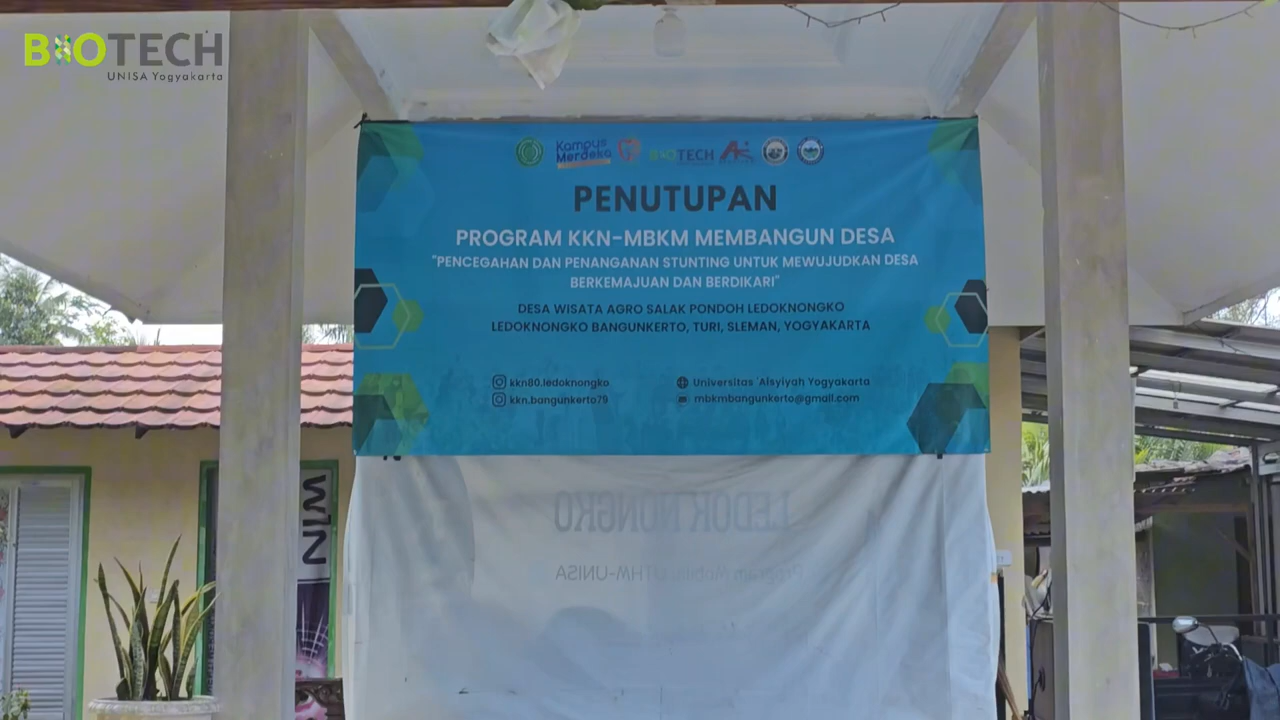 BIOTECH
UNISA Yogyakarta
Kampus Merdeka
BIOTECH
PENUTUPAN
PROGRAM KKN-MBKM MEMBANGUN DESA
"PENCEGAHAN DAN PENANGANAN STUNTING UNTUK MEWUJUDKAN DESA
BERKEMAJUAN DAN BERDIKARI"
DESA WISATA AGRO SALAK PONDOH LEDOKNONGKO
LEDOKNONGKO BANGUNKERTO, TURI, SLEMAN, YOGYAKARTA
kkn80.ledoknongko
Universitas 'Aisyiyah Yogyakarta
kkn.bangunkerto79
mbkmbangunkerto@gmail.com
LEDOK NONGKO
UTHM-UNISA